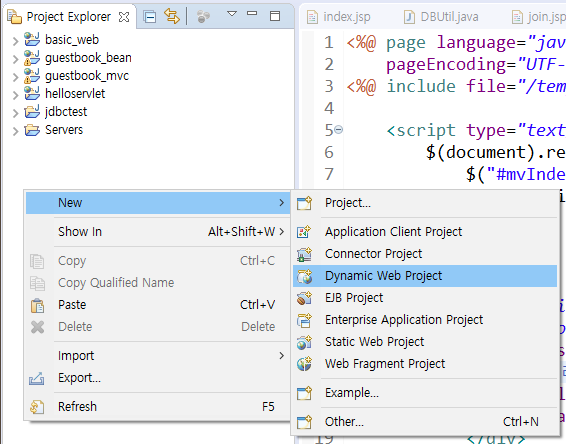 Project Explorer
index.jsp
DBUtil.java
join.jsp
basic_web
guestbook_bean
guestbook_mvc
helloservlet
jdbctest
Servers
1 <%@ page language="jav
2 pageEncoding="UTF-
3 <%@ include file="/tem
4
5 <script type="text
6 $(document).re
7 $("#mvInde
New
Show In Alt+Shift+W
Copy Ctrl+C
Copy Qualified Name
Paste Ctrl+V
Delete Delete
Import
Export...
Refresh F5
Project...
Application Client Project
Connector Project
Dynamic Web Project
EJB Project
Enterprise Application Project
Static Web Project
Web Fragment Project
Example...
Other... Ctrl+N
19 </div>